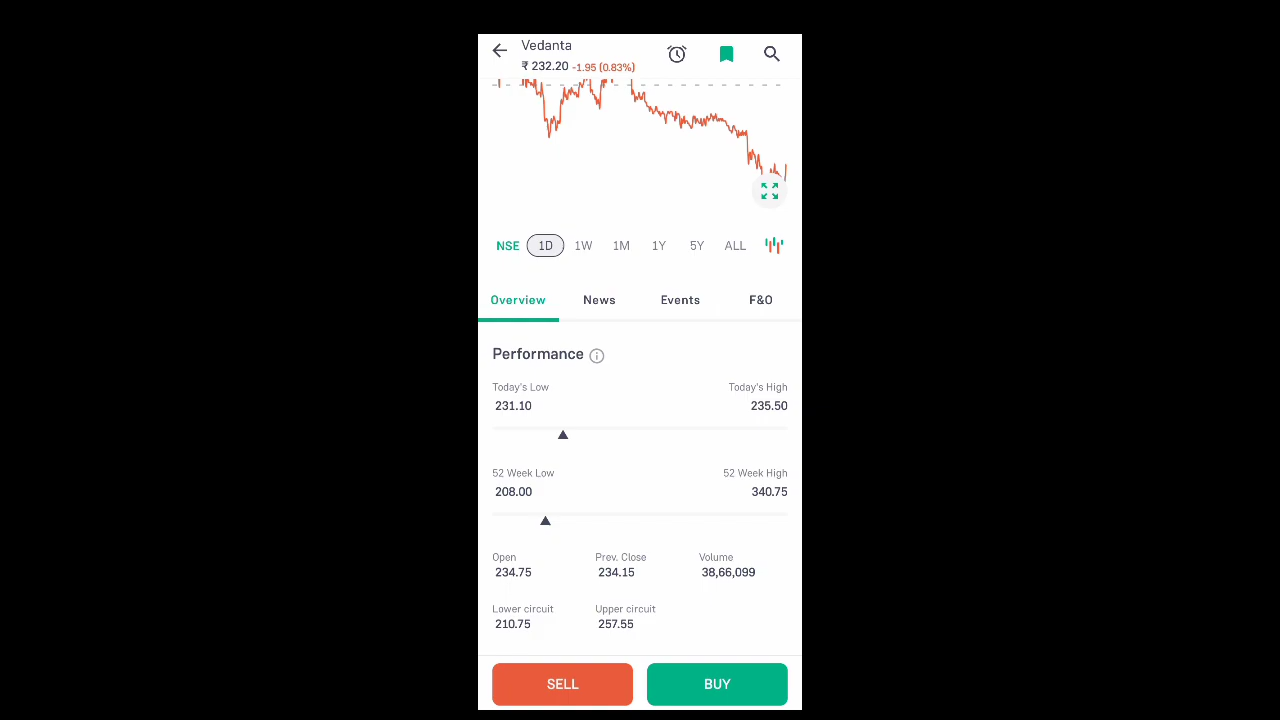 Vedanta
₹ 232.20 -1.95 (0.83%)
NSE 1D 1W 1M 1Y 5Y ALL
Overview News Events F&O
Performance
Today's Low Today's High
231.10 235.50
52 Week Low 52 Week High
208.00 340.75
Open Prev. Close Volume
234.75 234.15 38,66,099
Lower circuit Upper circuit
210.75 257.55
SELL BUY